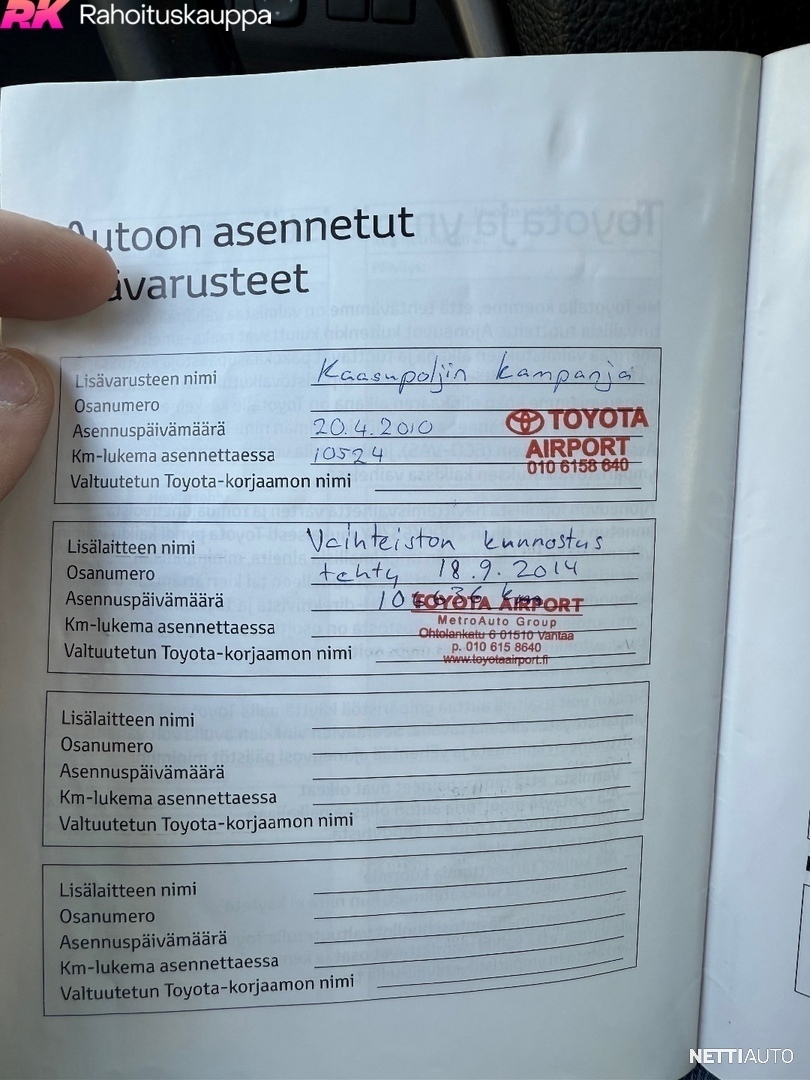 RK Rahoituskauppa
Autoon asennetut
ävarusteet
Lisävarusteen nimi Kaasupoljin kampanja
Osanumero
Asennuspäivämäärä 20.4.2010
Km-lukema asennettaessa 10524
Valtuutetun Toyota-korjaamon nimi
TOYOTA
AIRPORT
010 6158 640
Lisälaitteen nimi Vaihteiston kunnostus
Osanumero tehty 18.9.2014
Asennuspäivämäärä km
Km-lukema asennettaessa
Valtuutetun Toyota-korjaamon nimi
TOYOTA AIRPORT
MetroAuto Group
Ohtolankatu 6 01510 Vantaa
p. 010 615 8640
www.toyotaairport.fi
Lisälaitteen nimi
Osanumero
Asennuspäivämäärä
Km-lukema asennettaessa
Valtuutetun Toyota-korjaamon nimi
Lisälaitteen nimi
Osanumero
Asennuspäivämäärä
Km-lukema asennettaessa
Valtuutetun Toyota-korjaamon nimi
NETTIAUTO